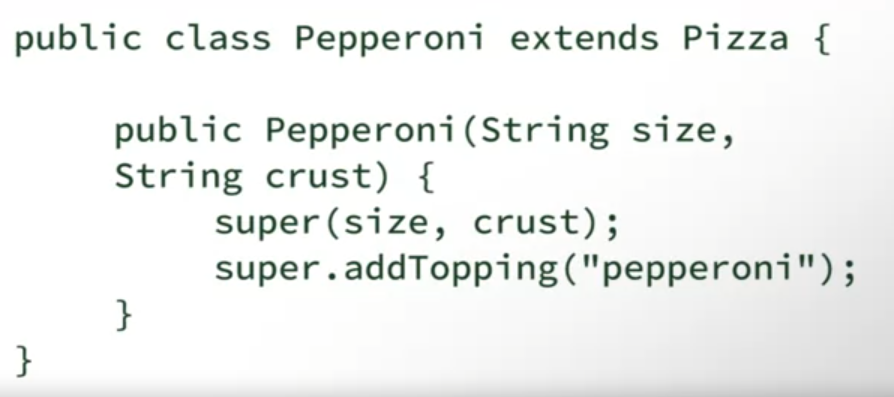 public class Pepperoni extends Pizza {
public Pepperoni(String size,
String crust) {
super(size, crust);
super.addTopping("pepperoni");
}
}